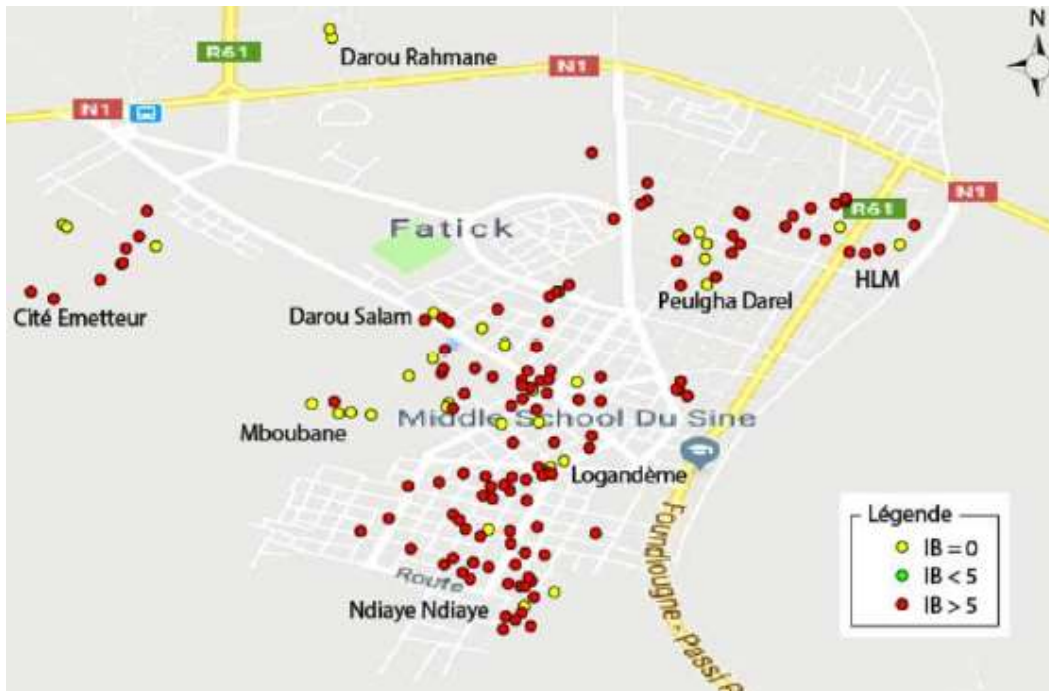 N
Darou Rahmane
R61
N1
N1
N1
R61
Fatick
Peulgha Darel
HLM
Cité Emetteur
Darou Salam
Middle School Du Sine
Mboubane
Logandème
Légende
IB = 0
IB < 5
IB > 5
Foundiougne - Passi
Route
Ndiaye Ndiaye